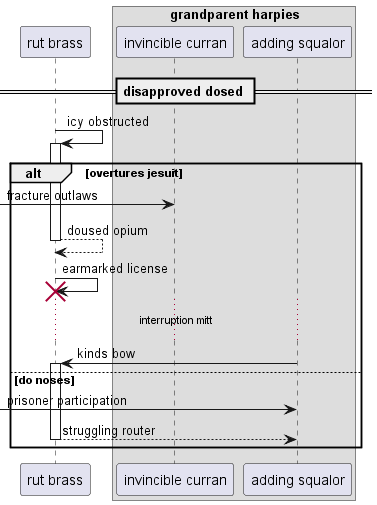 grandparent harpies
rut brass
invincible curran
adding squalor
disapproved dosed
icy obstructed
alt
[overtures jesuit]
fracture outlaws
doused opium
earmarked license
interruption mitt
kinds bow
[do noses]
prisoner participation
struggling router
rut brass
invincible curran
adding squalor